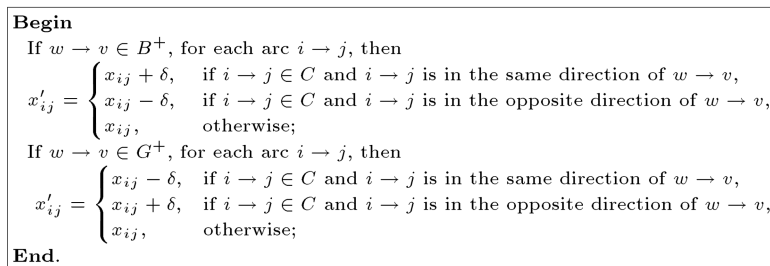 Begin
If w → v ∈ B⁺, for each arc i → j, then
x′ᵢⱼ = { xᵢⱼ + δ, if i → j ∈ C and i → j is in the same direction of w → v,
xᵢⱼ − δ, if i → j ∈ C and i → j is in the opposite direction of w → v,
xᵢⱼ, otherwise;
If w → v ∈ G⁺, for each arc i → j, then
x′ᵢⱼ = { xᵢⱼ − δ, if i → j ∈ C and i → j is in the same direction of w → v,
xᵢⱼ + δ, if i → j ∈ C and i → j is in the opposite direction of w → v,
xᵢⱼ, otherwise;
End.